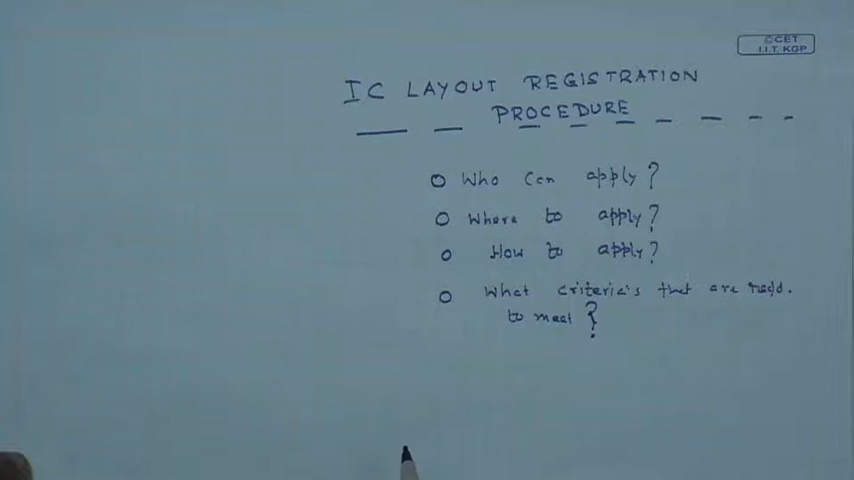 ©CET
I.I.T. KGP
IC LAYOUT REGISTRATION
PROCEDURE
Who can apply?
Where to apply?
How to apply?
What criteria's that are reqd.
to meet?